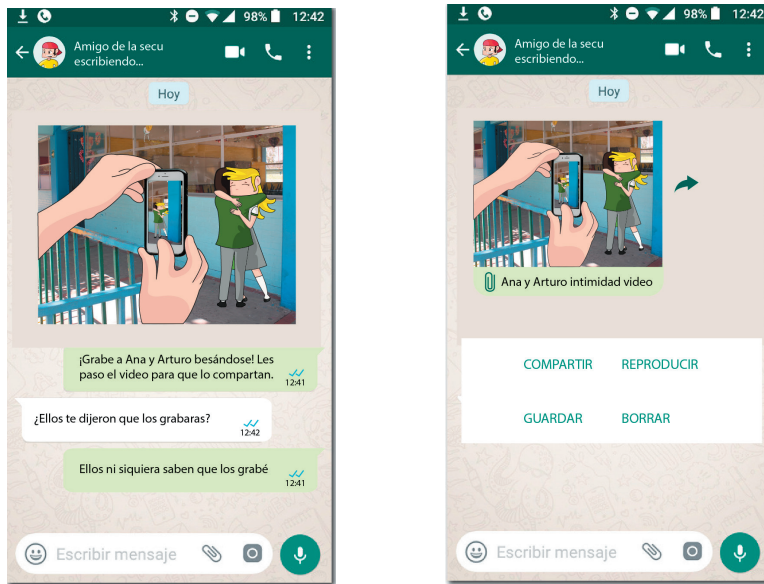 98% 12:42
Amigo de la secu
escribiendo...
Hoy
¡Grabe a Ana y Arturo besándose! Les
paso el video para que lo compartan.
12:41
¿Ellos te dijeron que los grabaras?
12:42
Ellos ni siquiera saben que los grabé
12:41
Escribir mensaje
98% 12:42
Amigo de la secu
escribiendo...
Hoy
Ana y Arturo intimidad video
COMPARTIR REPRODUCIR
GUARDAR BORRAR
Escribir mensaje